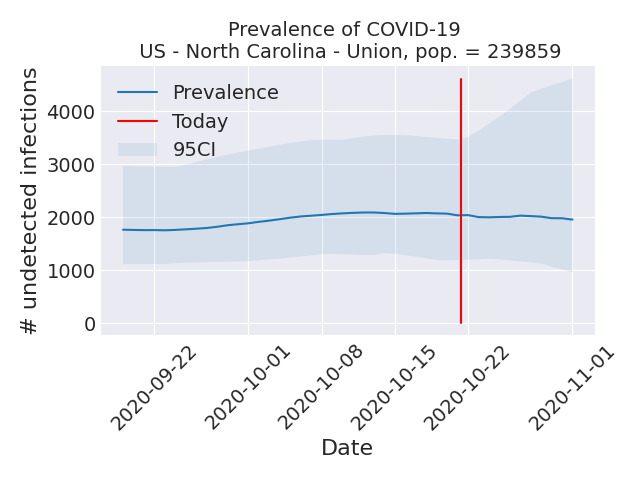 Prevalence of COVID-19
US - North Carolina - Union, pop. = 239859
# undetected infections
4000
3000
2000
1000
0
Prevalence
Today
95CI
2020-09-22
2020-10-01
2020-10-08
2020-10-15
2020-10-22
2020-11-01
Date